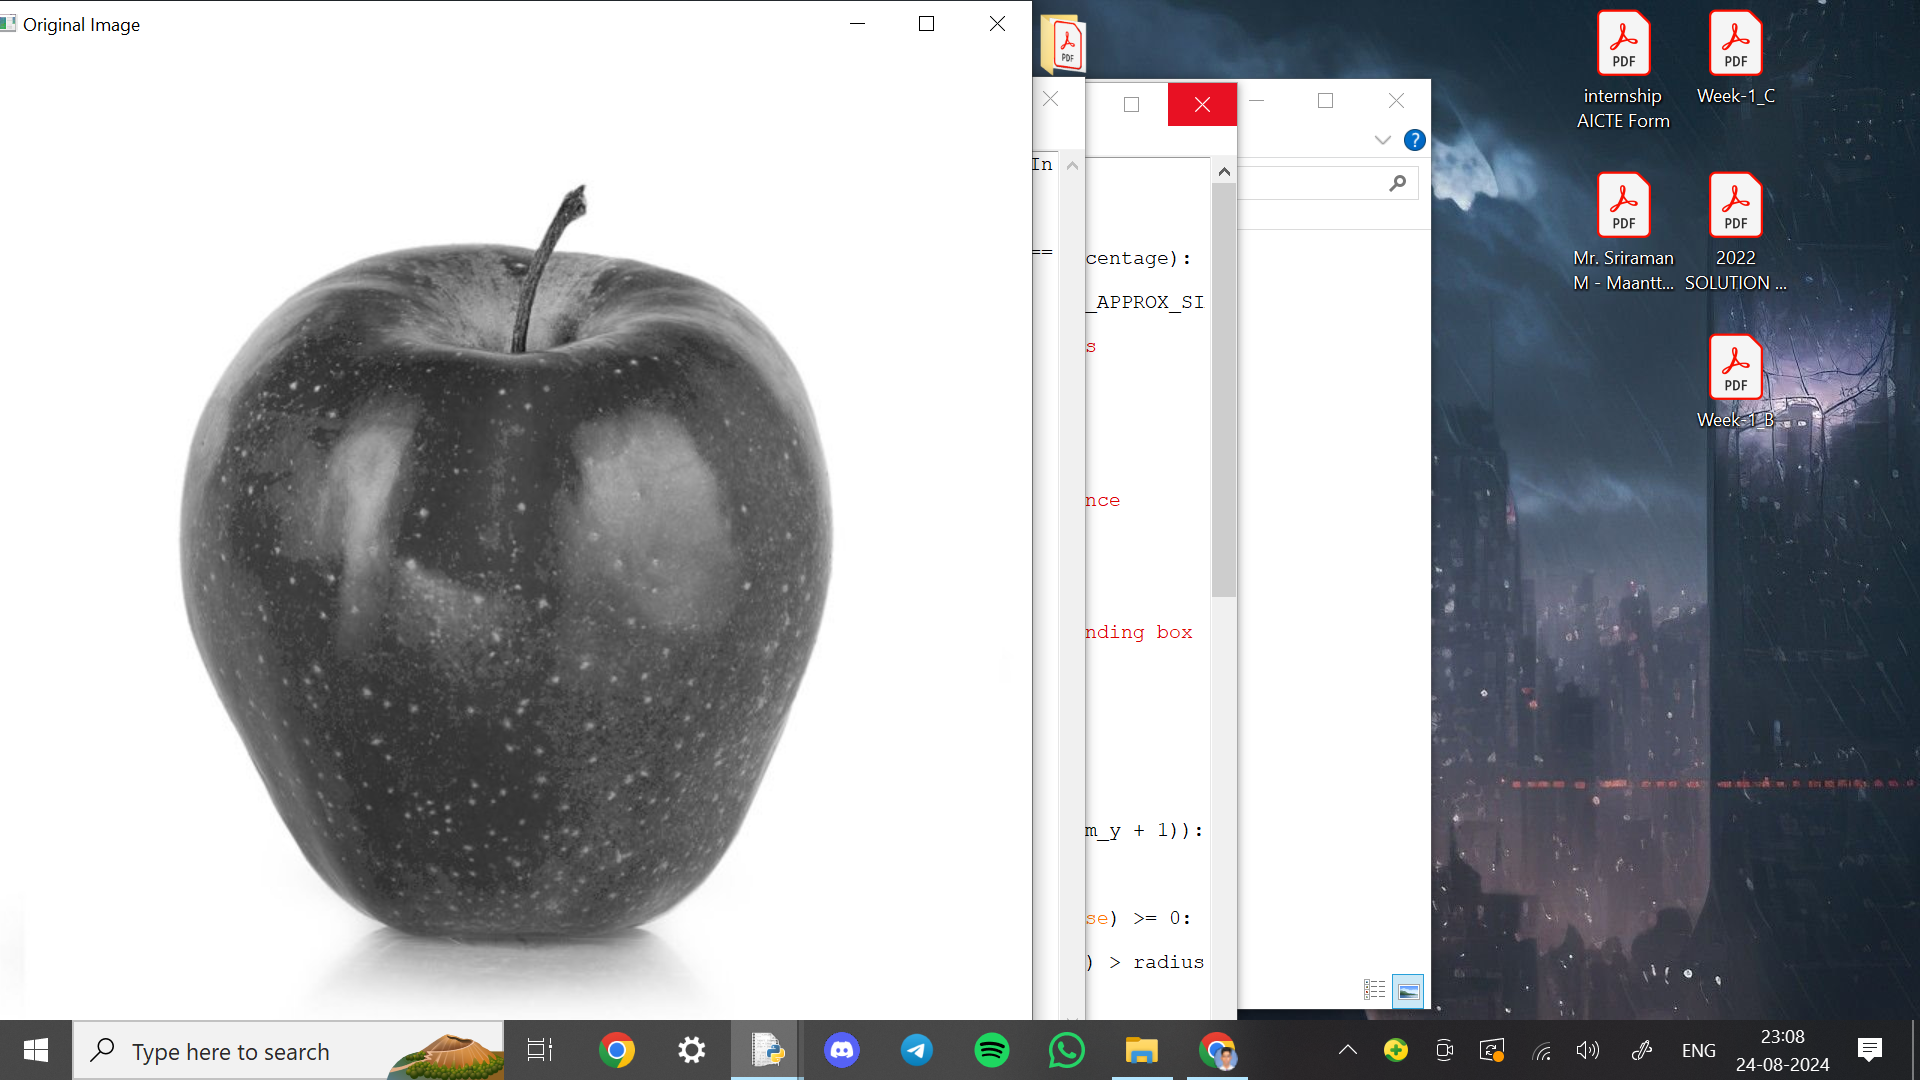 Original Image
In
==
centage):
_APPROX_SI
s
nce
nding box
m_y + 1)):
se) >= 0:
) > radius
?
PDF
PDF
internship
AICTE Form
PDF
Week-1_C
PDF
Mr. Sriraman
M - Maantt...
PDF
2022
SOLUTION ...
PDF
Week-1_B
Type here to search
ENG
23:08
24-08-2024